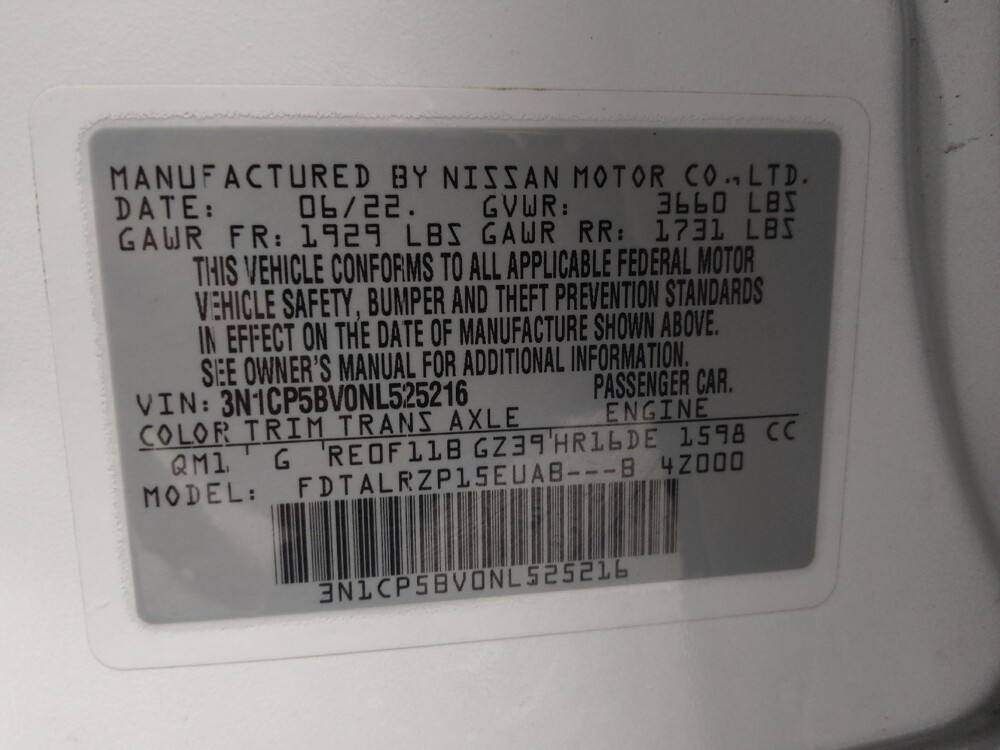 MANUFACTURED BY NISSAN MOTOR CO.,LTD.
DATE: 06/22. GVWR: 3660 LBS
GAWR FR: 1929 LBS GAWR RR: 1731 LBS
THIS VEHICLE CONFORMS TO ALL APPLICABLE FEDERAL MOTOR
VEHICLE SAFETY, BUMPER AND THEFT PREVENTION STANDARDS
IN EFFECT ON THE DATE OF MANUFACTURE SHOWN ABOVE.
SEE OWNER'S MANUAL FOR ADDITIONAL INFORMATION.
VIN: 3N1CP5BV0NL525216 PASSENGER CAR.
COLOR TRIM TRANS AXLE ENGINE
QM1 G RE0F11B GZ39 HR16DE 1598 CC
MODEL: FDTALRZP15EUAB---B 4Z000
3N1CP5BV0NL525216